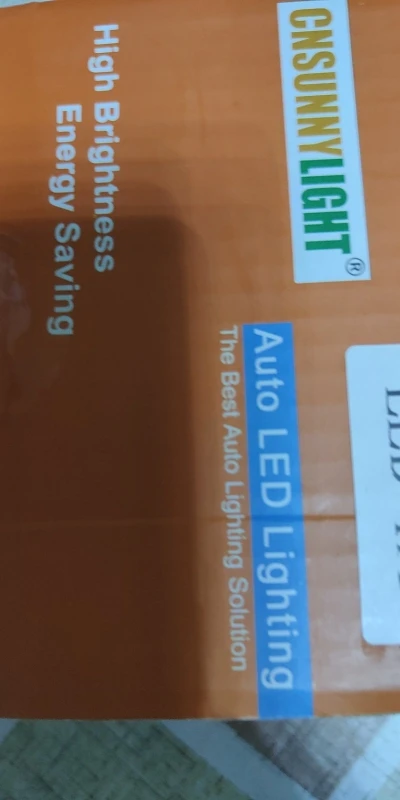 CNSUNNYLIGHT®
Auto LED Lighting
The Best Auto Lighting Solution
High Brightness
Energy Saving